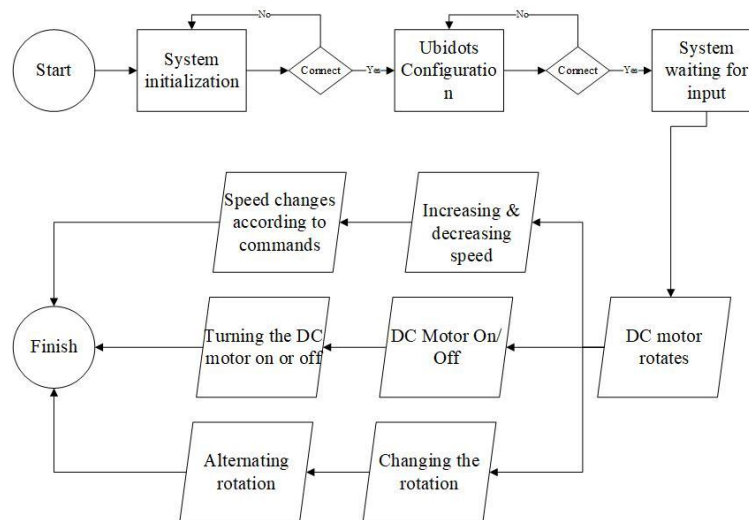 No
No
Start
System
initialization
Connect
Yes
Ubidots
Configuratio
n
Connect
Yes
System
waiting for
input
Speed changes
according to
commands
Increasing &
decreasing
speed
Finish
Turning the DC
motor on or off
DC Motor On/
Off
DC motor
rotates
Alternating
rotation
Changing the
rotation